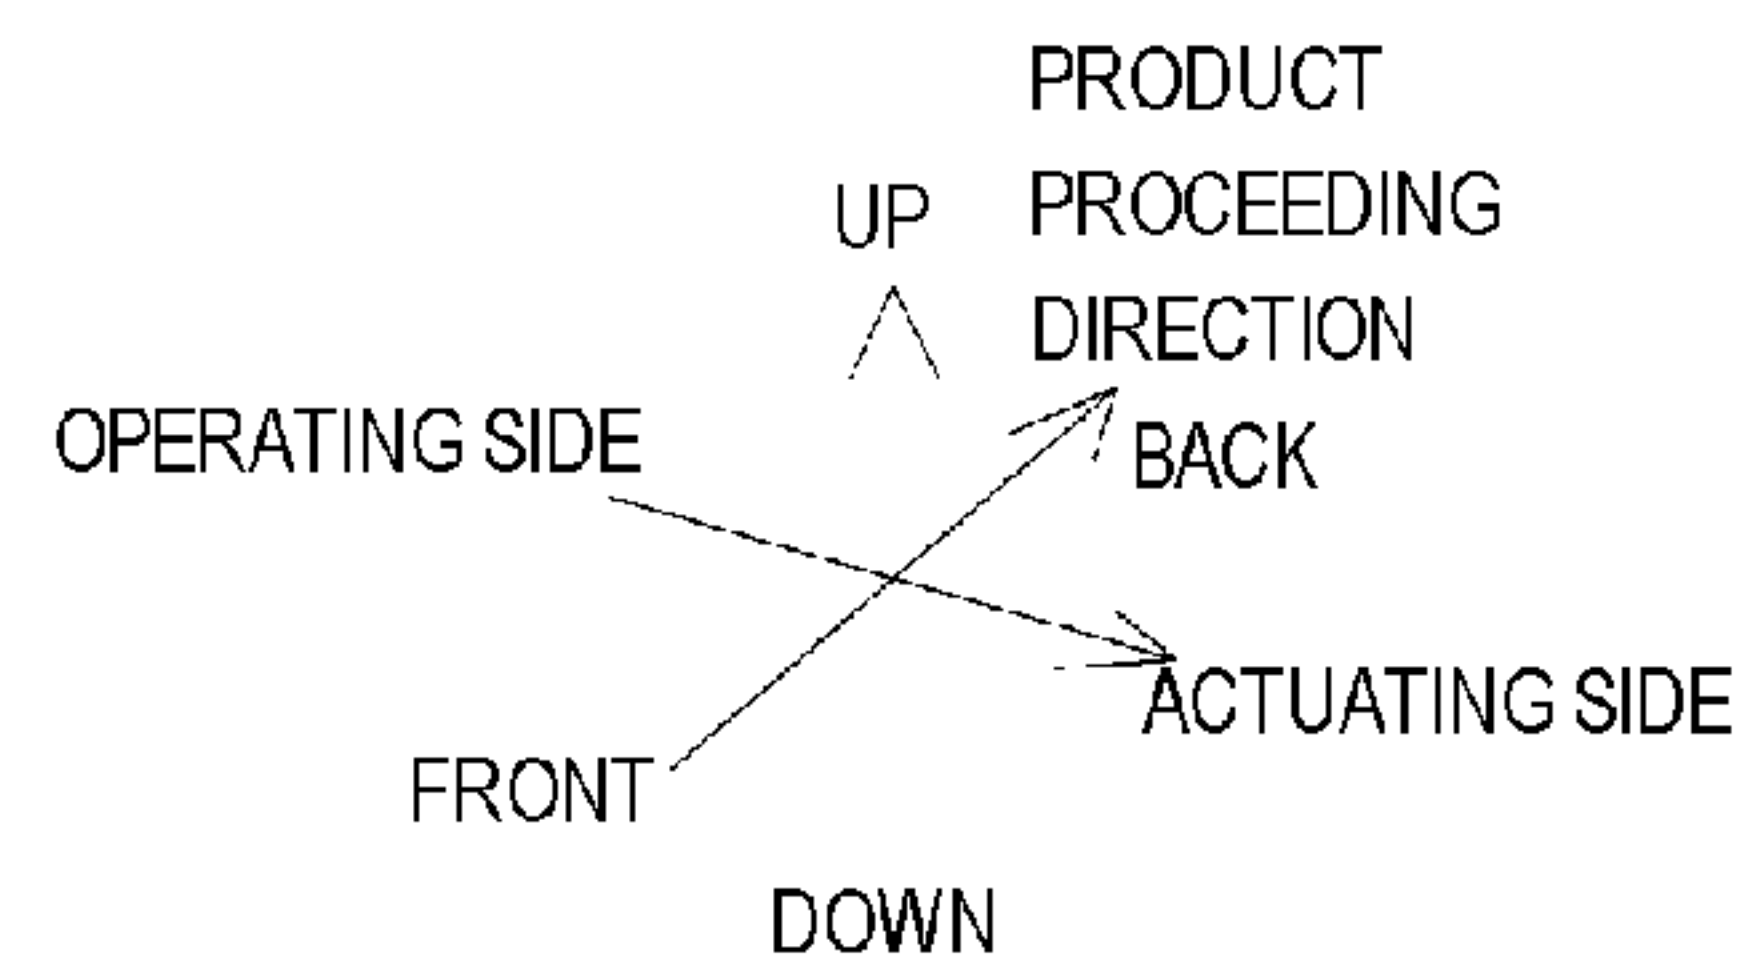 PRODUCT
UP
PROCEEDING
DIRECTION
OPERATING SIDE
BACK
ACTUATING SIDE
FRONT
DOWN